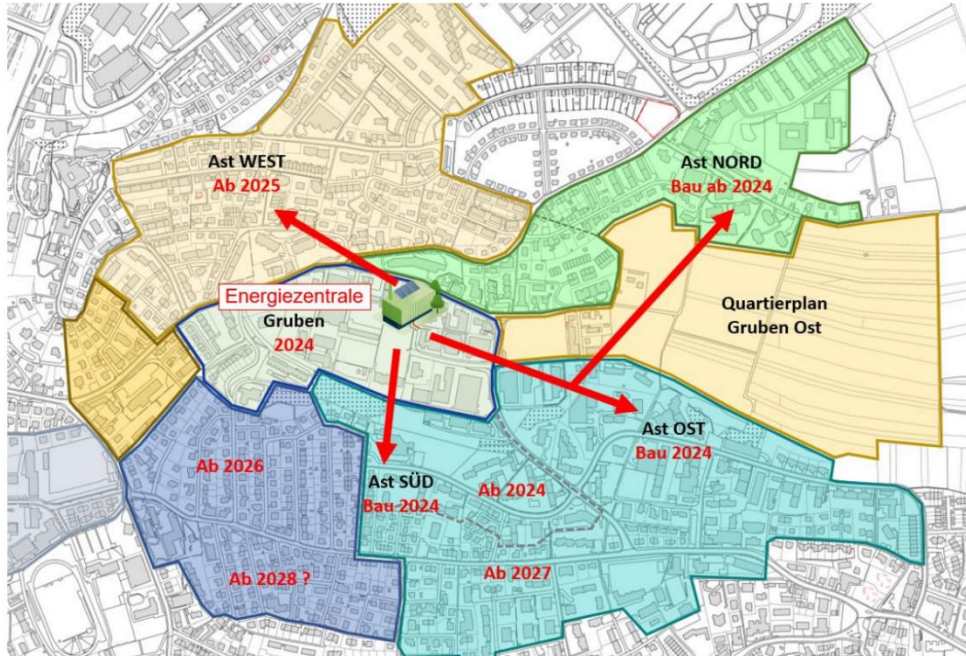 Ast WEST
Ab 2025
Ast NORD
Bau ab 2024
Energiezentrale
Gruben
2024
Quartierplan
Gruben Ost
Ast OST
Bau 2024
Ab 2026
Ast SÜD
Bau 2024
Ab 2024
Ab 2028 ?
Ab 2027